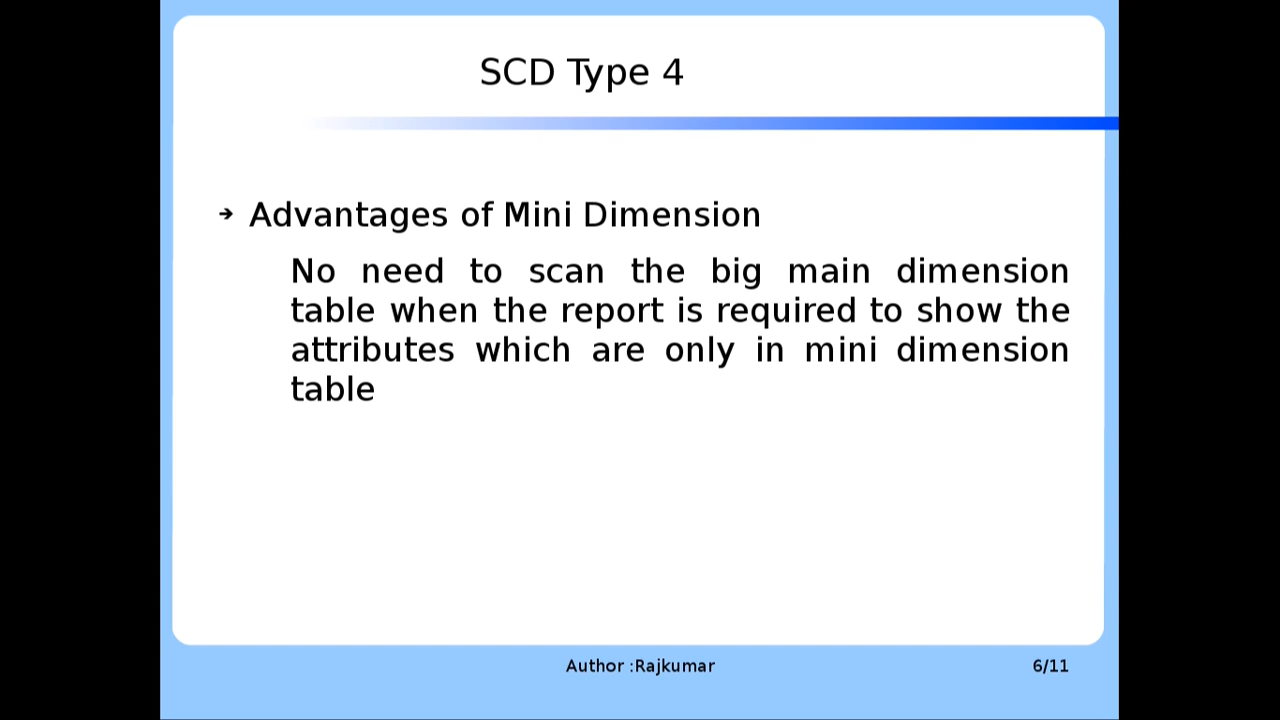 SCD Type 4
➔ Advantages of Mini Dimension
No need to scan the big main dimension
table when the report is required to show the
attributes which are only in mini dimension
table
Author :Rajkumar
6/11